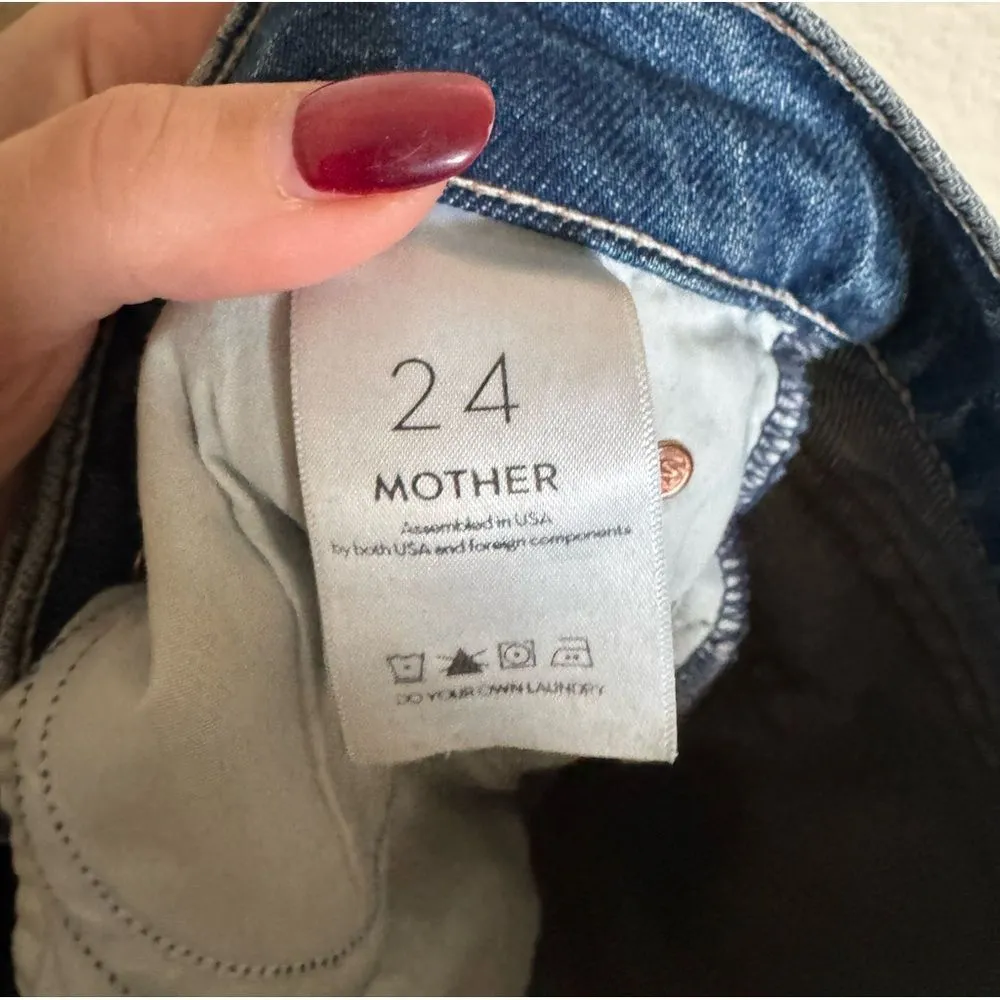 24
MOTHER
Assembled in USA
by both USA and foreign components
DO YOUR OWN LAUNDRY